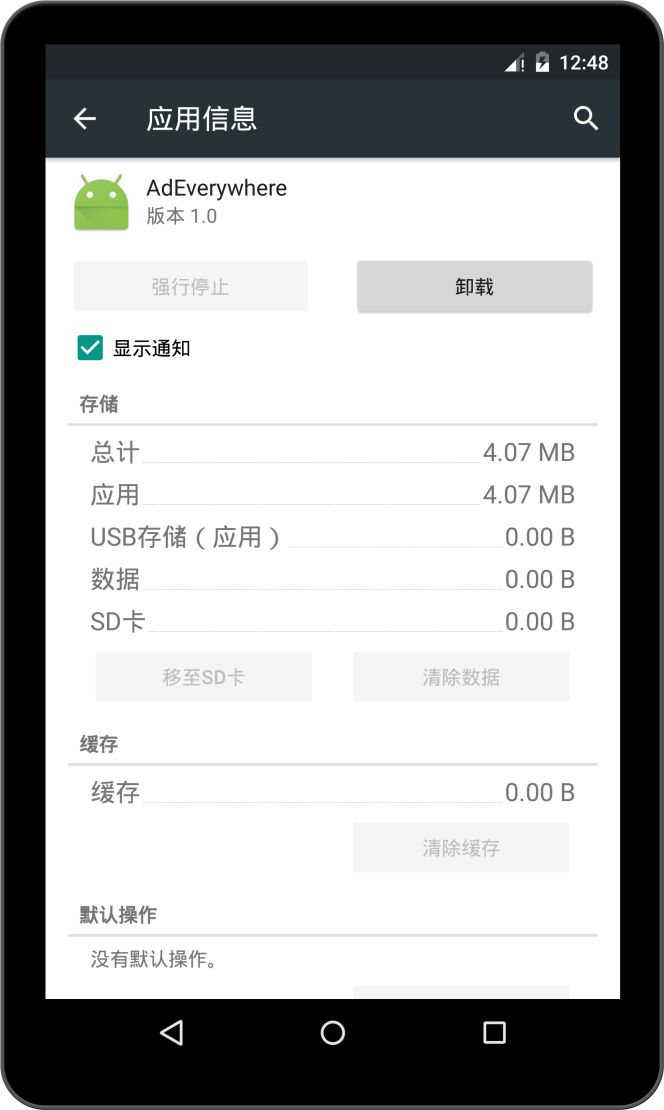 12:48
应用信息
AdEverywhere
版本 1.0
强行停止 卸载
显示通知
存储
总计 4.07 MB
应用 4.07 MB
USB存储（应用） 0.00 B
数据 0.00 B
SD卡 0.00 B
移至SD卡 清除数据
缓存
缓存 0.00 B
清除缓存
默认操作
没有默认操作。